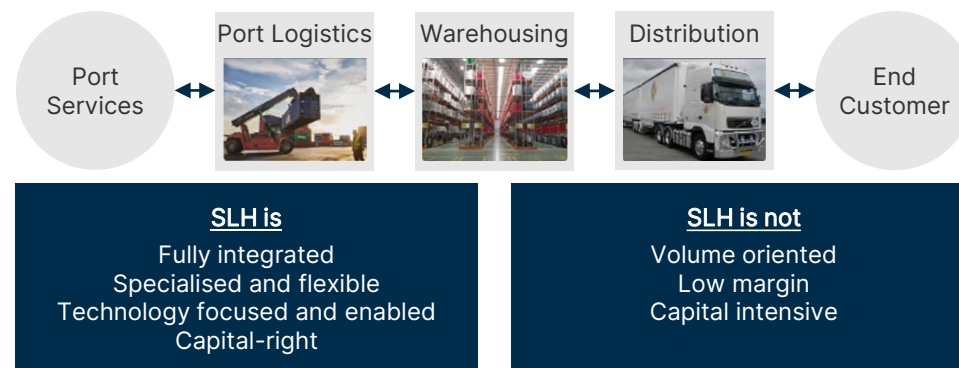 Port Services
Port Logistics
Warehousing
Distribution
End Customer
SLH is
Fully integrated
Specialised and flexible
Technology focused and enabled
Capital-right
SLH is not
Volume oriented
Low margin
Capital intensive